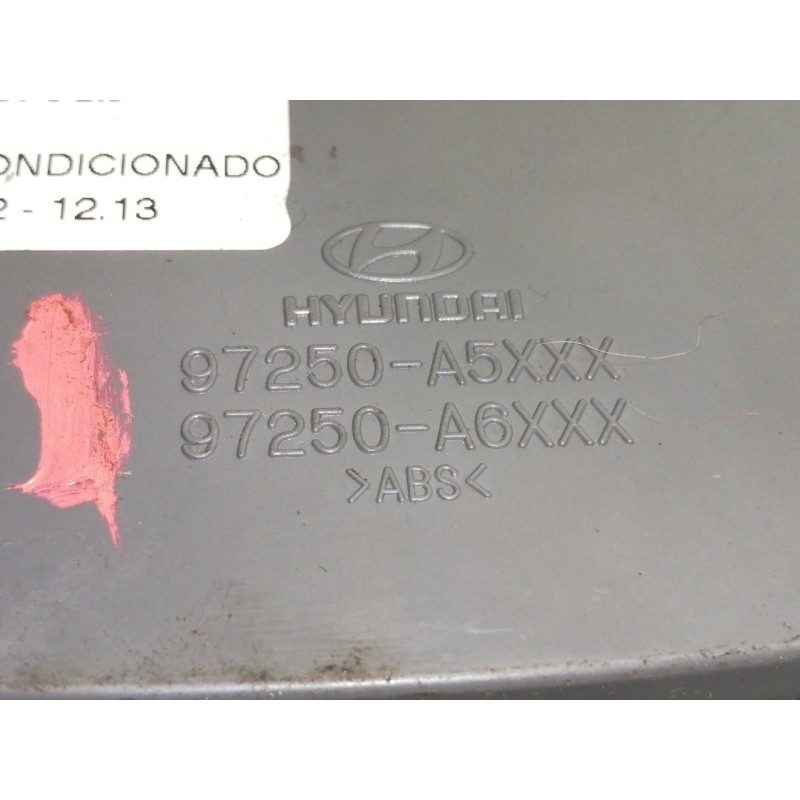 ONDICIONADO
2 - 12.13
HYUNDAI
97250-A5XXX
97250-A6XXX
>ABS<